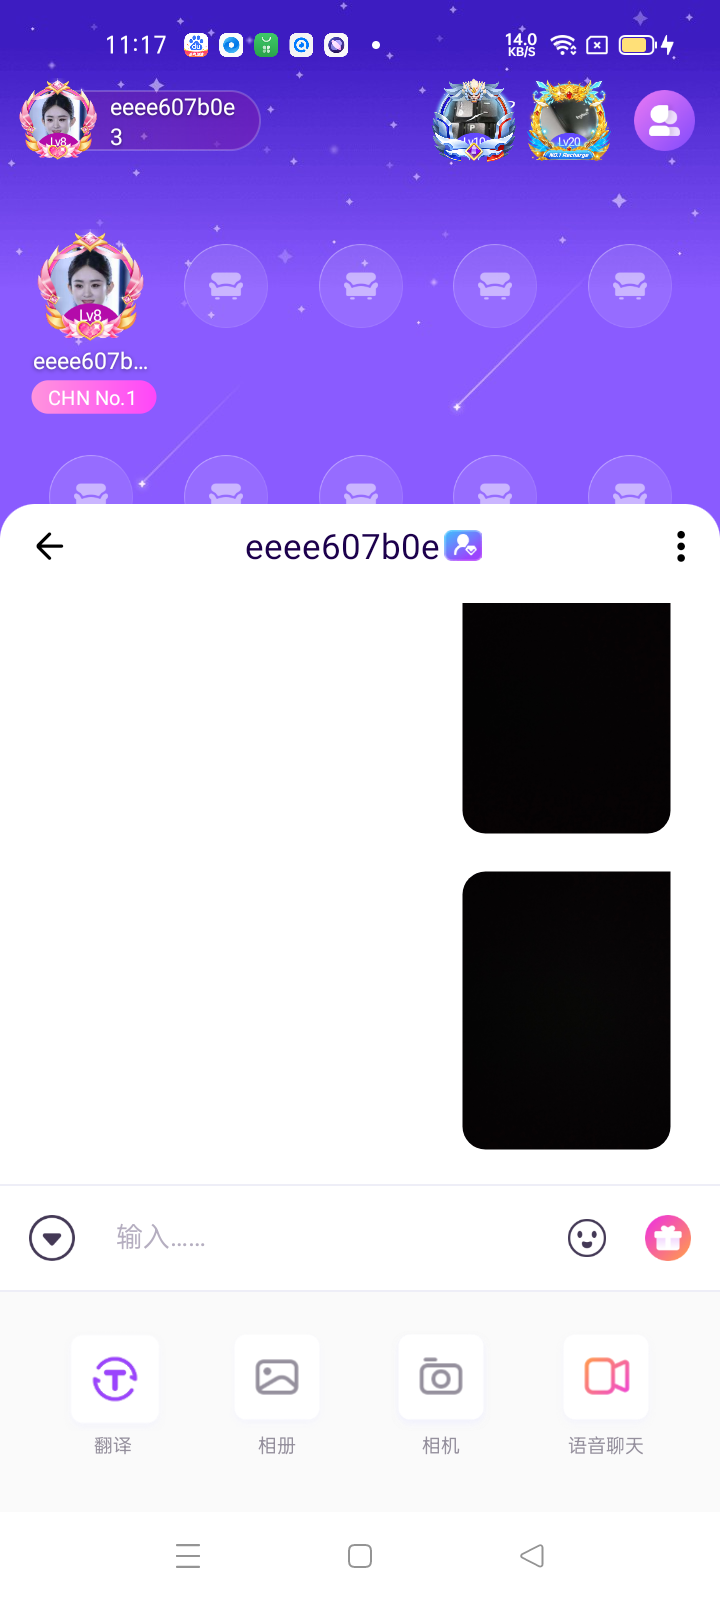 11:17
14.0
KB/S
eeee607b0e
3
Lv8
Lv10
Lv20
NO.1 Recharge
P
Lv8
eeee607b...
CHN No.1
eeee607b0e
输入......
翻译
相册
相机
语音聊天